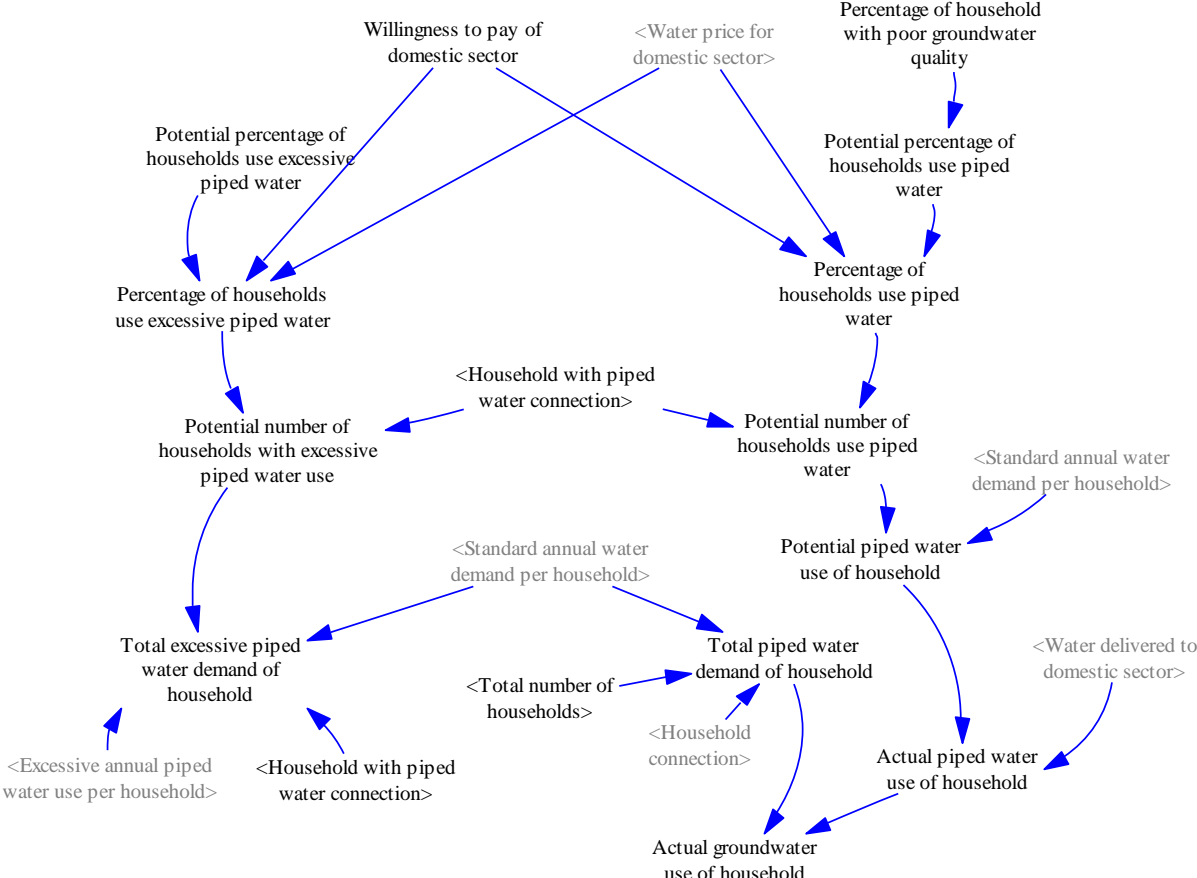 Willingness to pay of
domestic sector
<Water price for
domestic sector>
Percentage of household
with poor groundwater
quality
Potential percentage of
households use excessive
piped water
Potential percentage of
households use piped
water
Percentage of households
use excessive piped water
Percentage of
households use piped
water
<Household with piped
water connection>
Potential number of
households with excessive
piped water use
Potential number of
households use piped
water
<Standard annual water
demand per household>
<Standard annual water
demand per household>
Potential piped water
use of household
Total excessive piped
water demand of
household
Total piped water
demand of household
<Water delivered to
domestic sector>
<Total number of
households>
<Household
connection>
<Excessive annual piped
water use per household>
<Household with piped
water connection>
Actual piped water
use of household
Actual groundwater
use of household